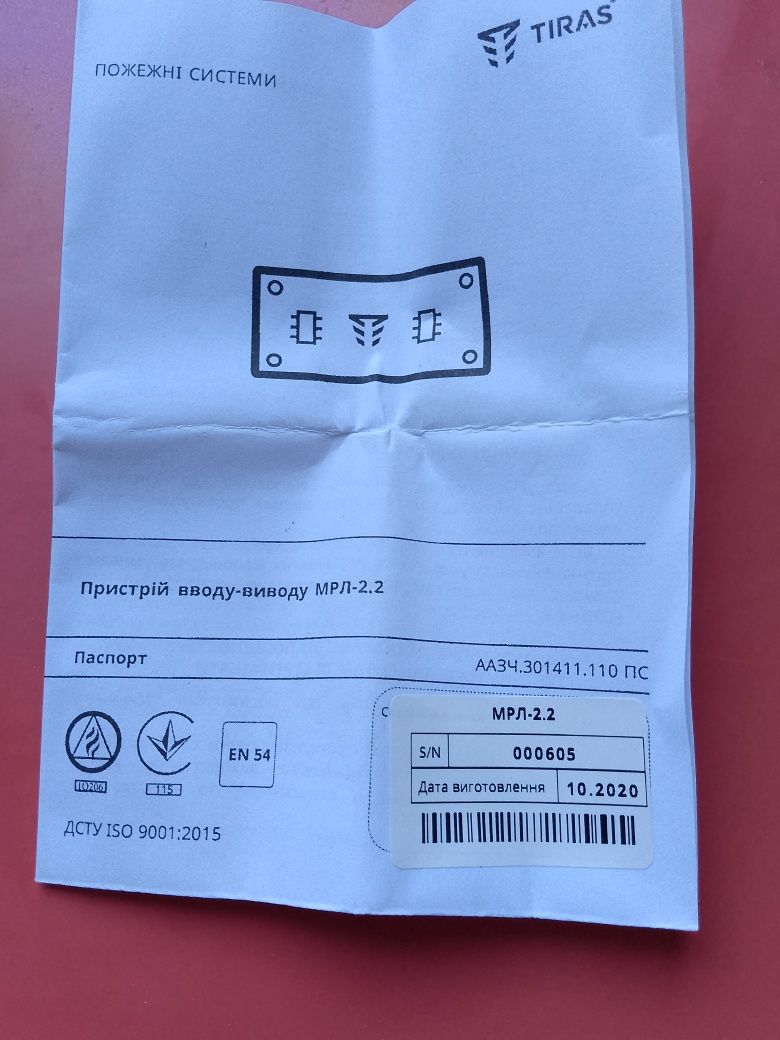 TIRAS
ПОЖЕЖНІ СИСТЕМИ
Пристрій вводу-виводу МРЛ-2.2
Паспорт
ААЗЧ.301411.110 ПС
EN 54
115
ДСТУ ISO 9001:2015
МРЛ-2.2
S/N 000605
Дата виготовлення 10.2020